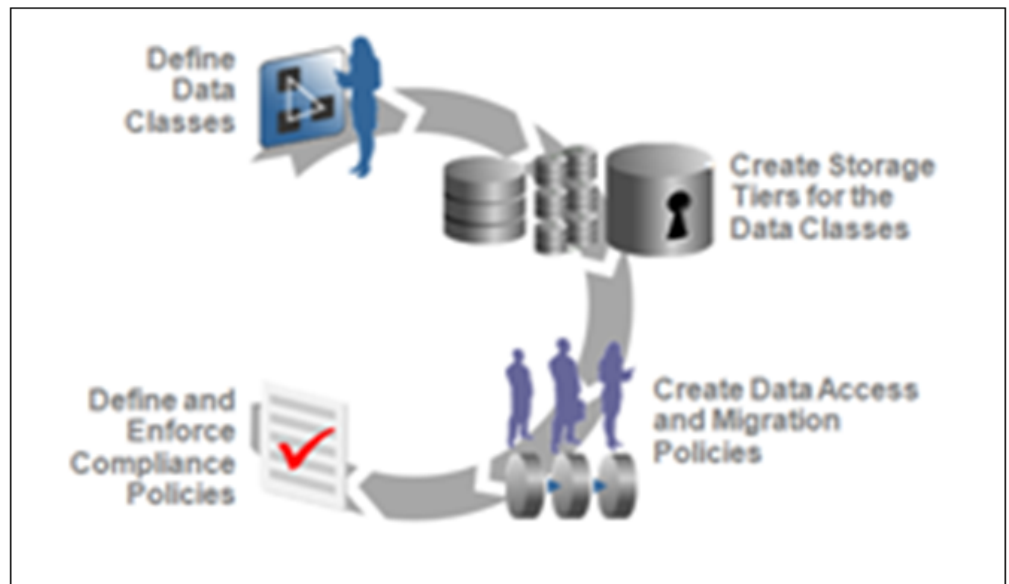 Define
Data
Classes
Create Storage
Tiers for the
Data Classes
Create Data Access
and Migration
Policies
Define and
Enforce
Compliance
Policies